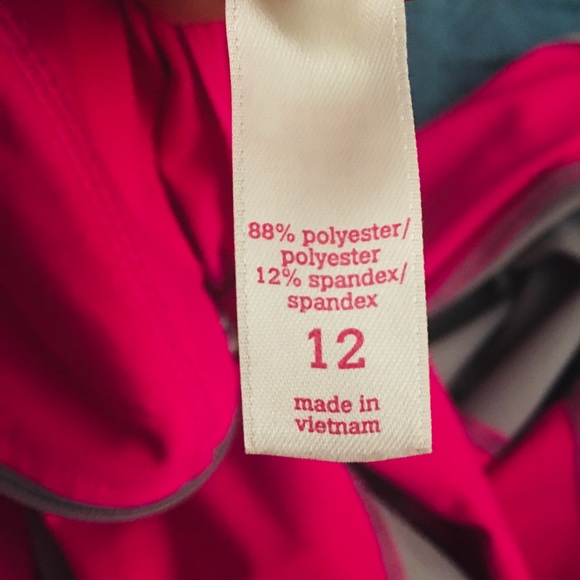 88% polyester/
polyester
12% spandex/
spandex
12
made in
vietnam